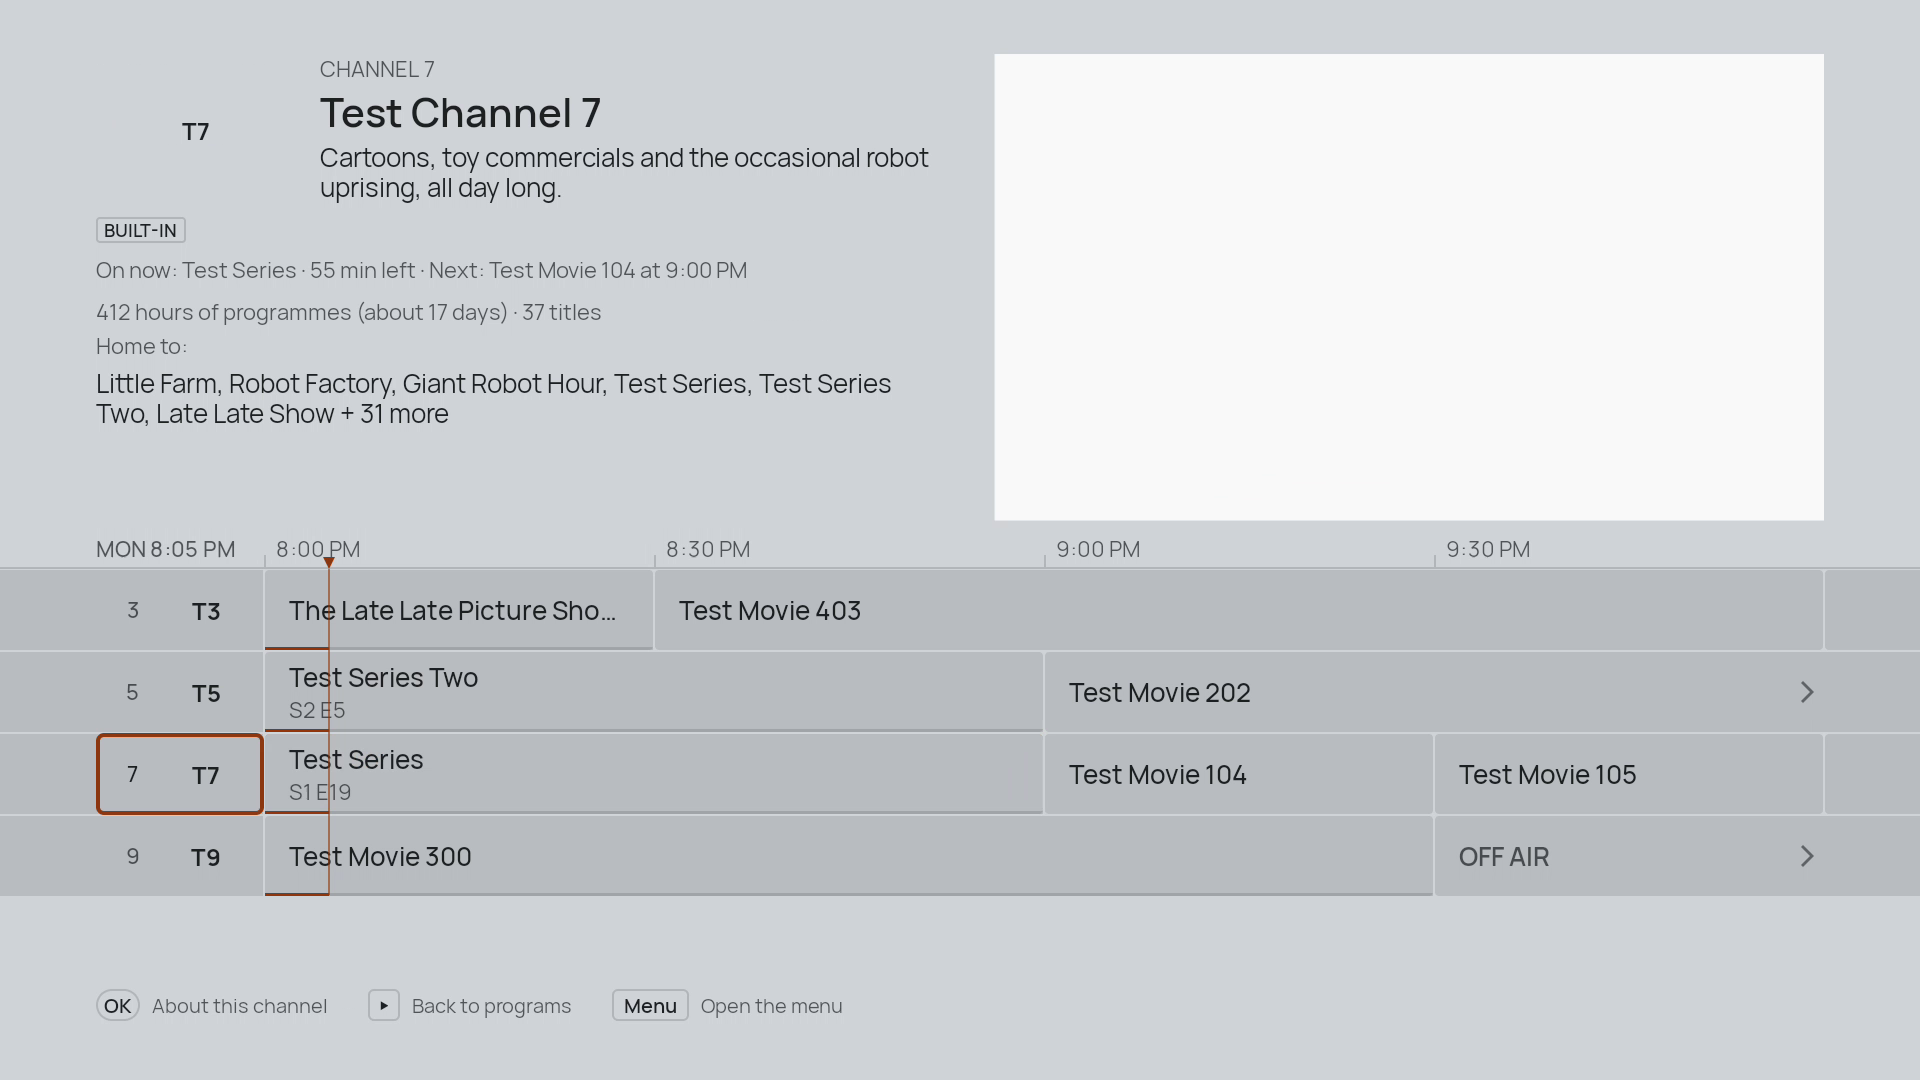 CHANNEL 7
T7
Test Channel 7
Cartoons, toy commercials and the occasional robot
uprising, all day long.
BUILT-IN
On now: Test Series · 55 min left · Next: Test Movie 104 at 9:00 PM
412 hours of programmes (about 17 days) · 37 titles
Home to:
Little Farm, Robot Factory, Giant Robot Hour, Test Series, Test Series
Two, Late Late Show + 31 more
MON 8:05 PM 8:00 PM 8:30 PM 9:00 PM 9:30 PM
3 T3 The Late Late Picture Sho... Test Movie 403
5 T5 Test Series Two
S2 E5
Test Movie 202
7 T7 Test Series
S1 E19
Test Movie 104 Test Movie 105
9 T9 Test Movie 300 OFF AIR
OK About this channel Back to programs Menu Open the menu